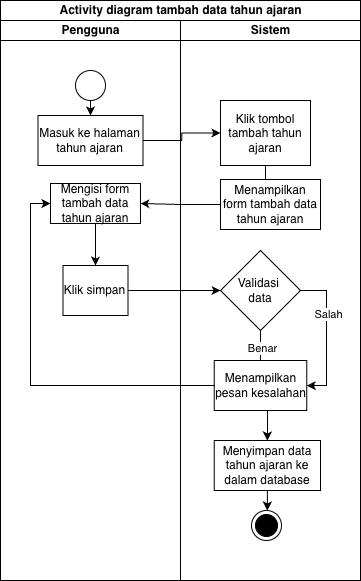 Activity diagram tambah data tahun ajaran
Pengguna
Sistem
Masuk ke halaman
tahun ajaran
Klik tombol
tambah tahun
ajaran
Mengisi form
tambah data
tahun ajaran
Menampilkan
form tambah data
tahun ajaran
Klik simpan
Validasi
data
Salah
Benar
Menampilkan
pesan kesalahan
Menyimpan data
tahun ajaran ke
dalam database